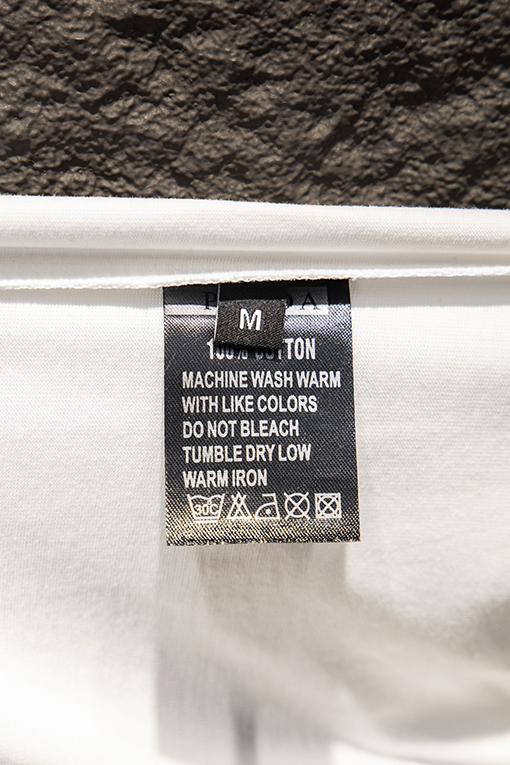 M
100% COTTON
MACHINE WASH WARM
WITH LIKE COLORS
DO NOT BLEACH
TUMBLE DRY LOW
WARM IRON
30C